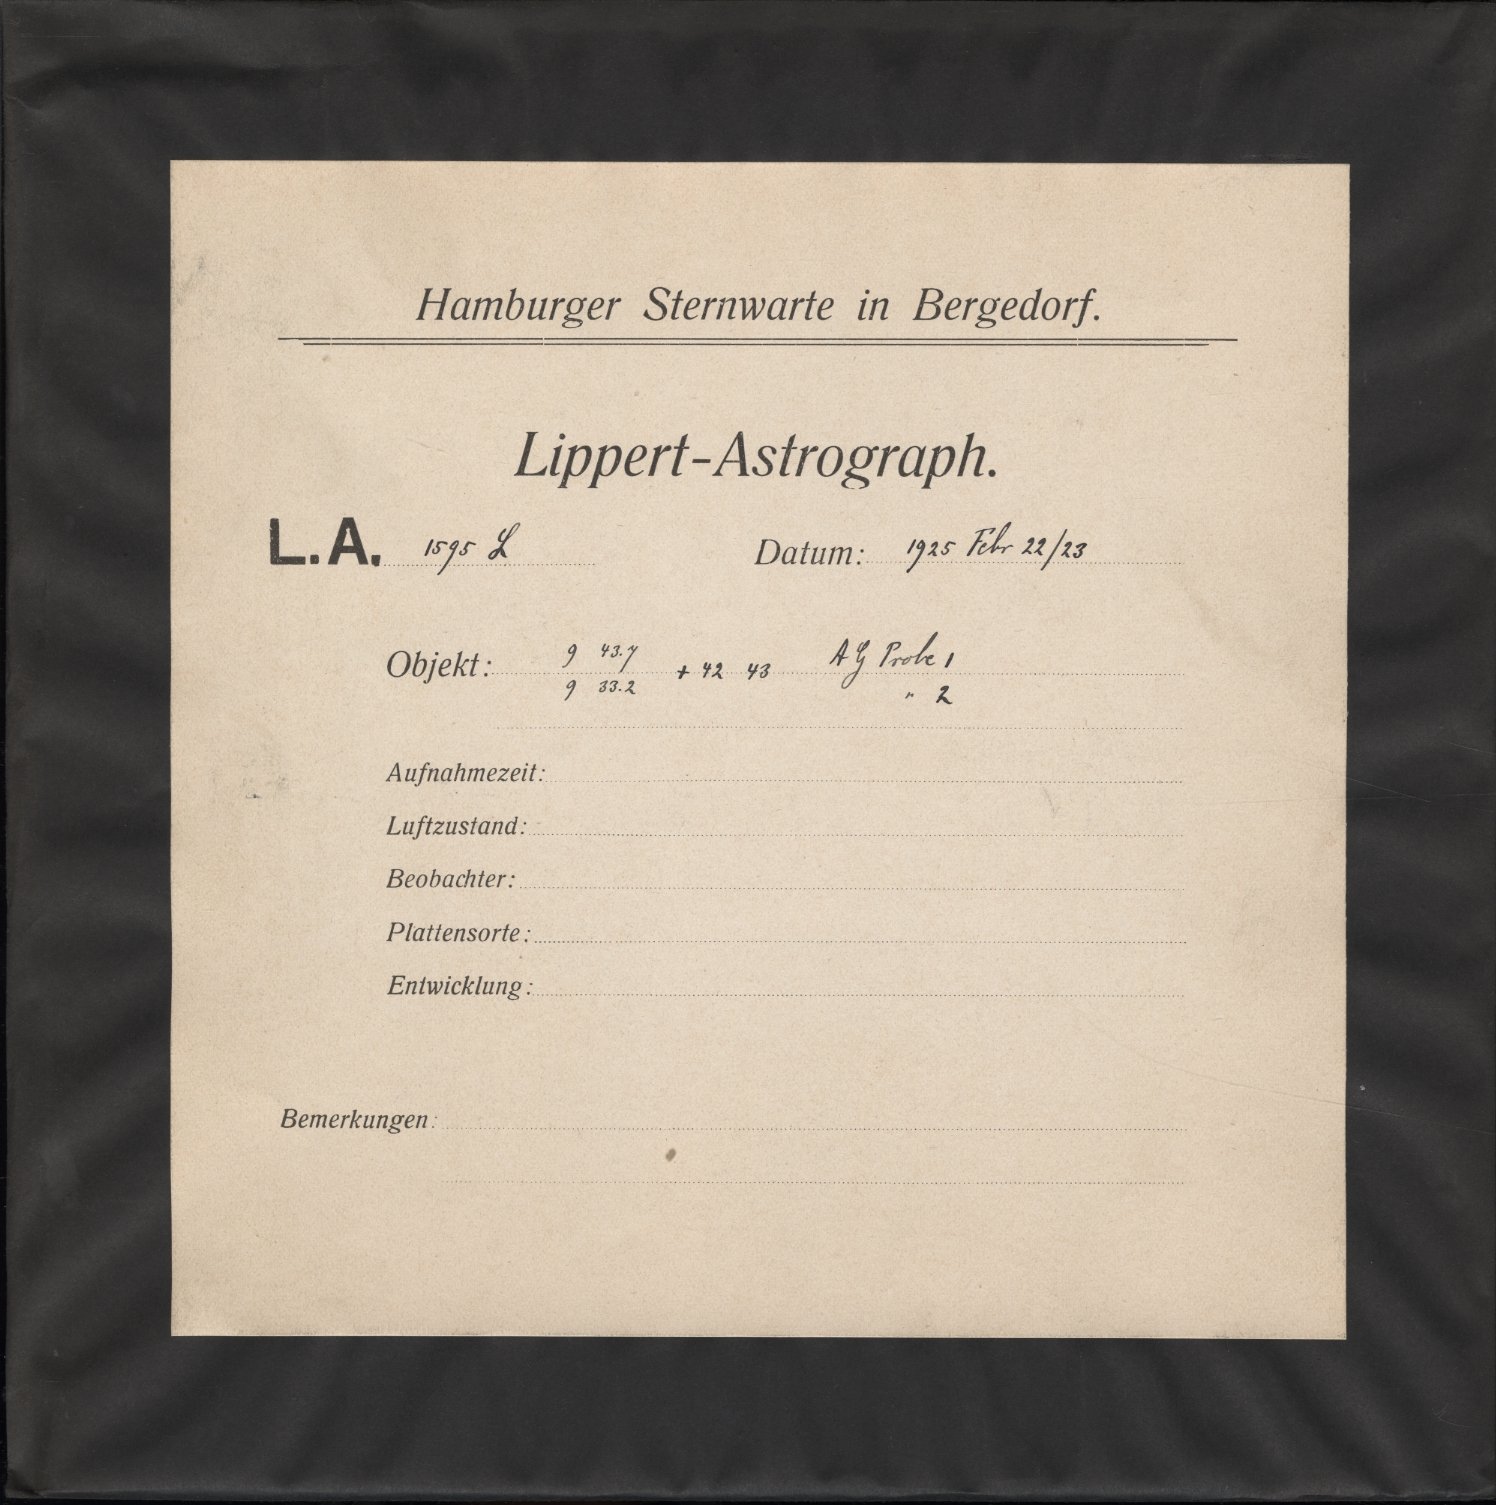 Hamburger Sternwarte in Bergedorf.
Lippert-Astrograph.
L.A. 1595 L Datum: 1925 Febr 22/23
Objekt: 9 43.7 + 42 43 AG Probe 1
9 33.2 " 2
Aufnahmezeit:
Luftzustand:
Beobachter:
Plattensorte:
Entwicklung:
Bemerkungen: